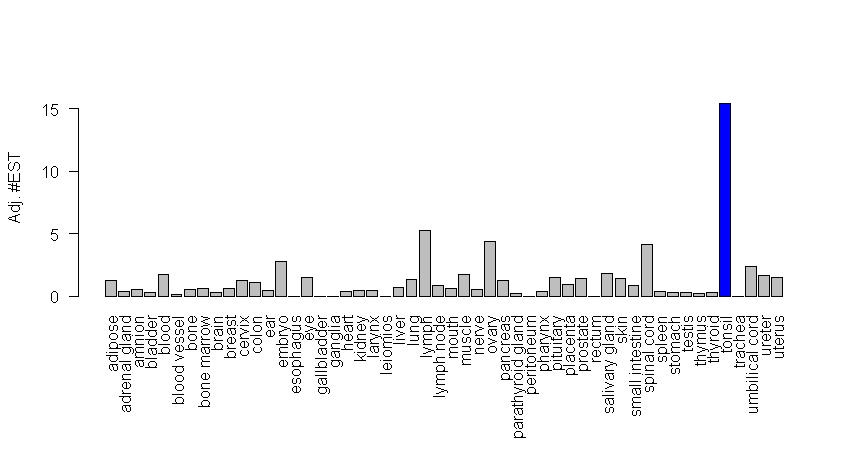 Adj. #EST
15
10
5
0
adipose
adrenal gland
amnion
bladder
blood
blood vessel
bone
bone marrow
brain
breast
cervix
colon
ear
embryo
esophagus
eye
gallbladder
ganglia
heart
kidney
larynx
leiomios
liver
lung
lymph
lymph node
mouth
muscle
nerve
ovary
pancreas
parathyroid gland
peritoneum
pharynx
pituitary
placenta
prostate
rectum
salivary gland
skin
small intestine
spinal cord
spleen
stomach
testis
thymus
thyroid
tonsil
trachea
umbilical cord
ureter
uterus